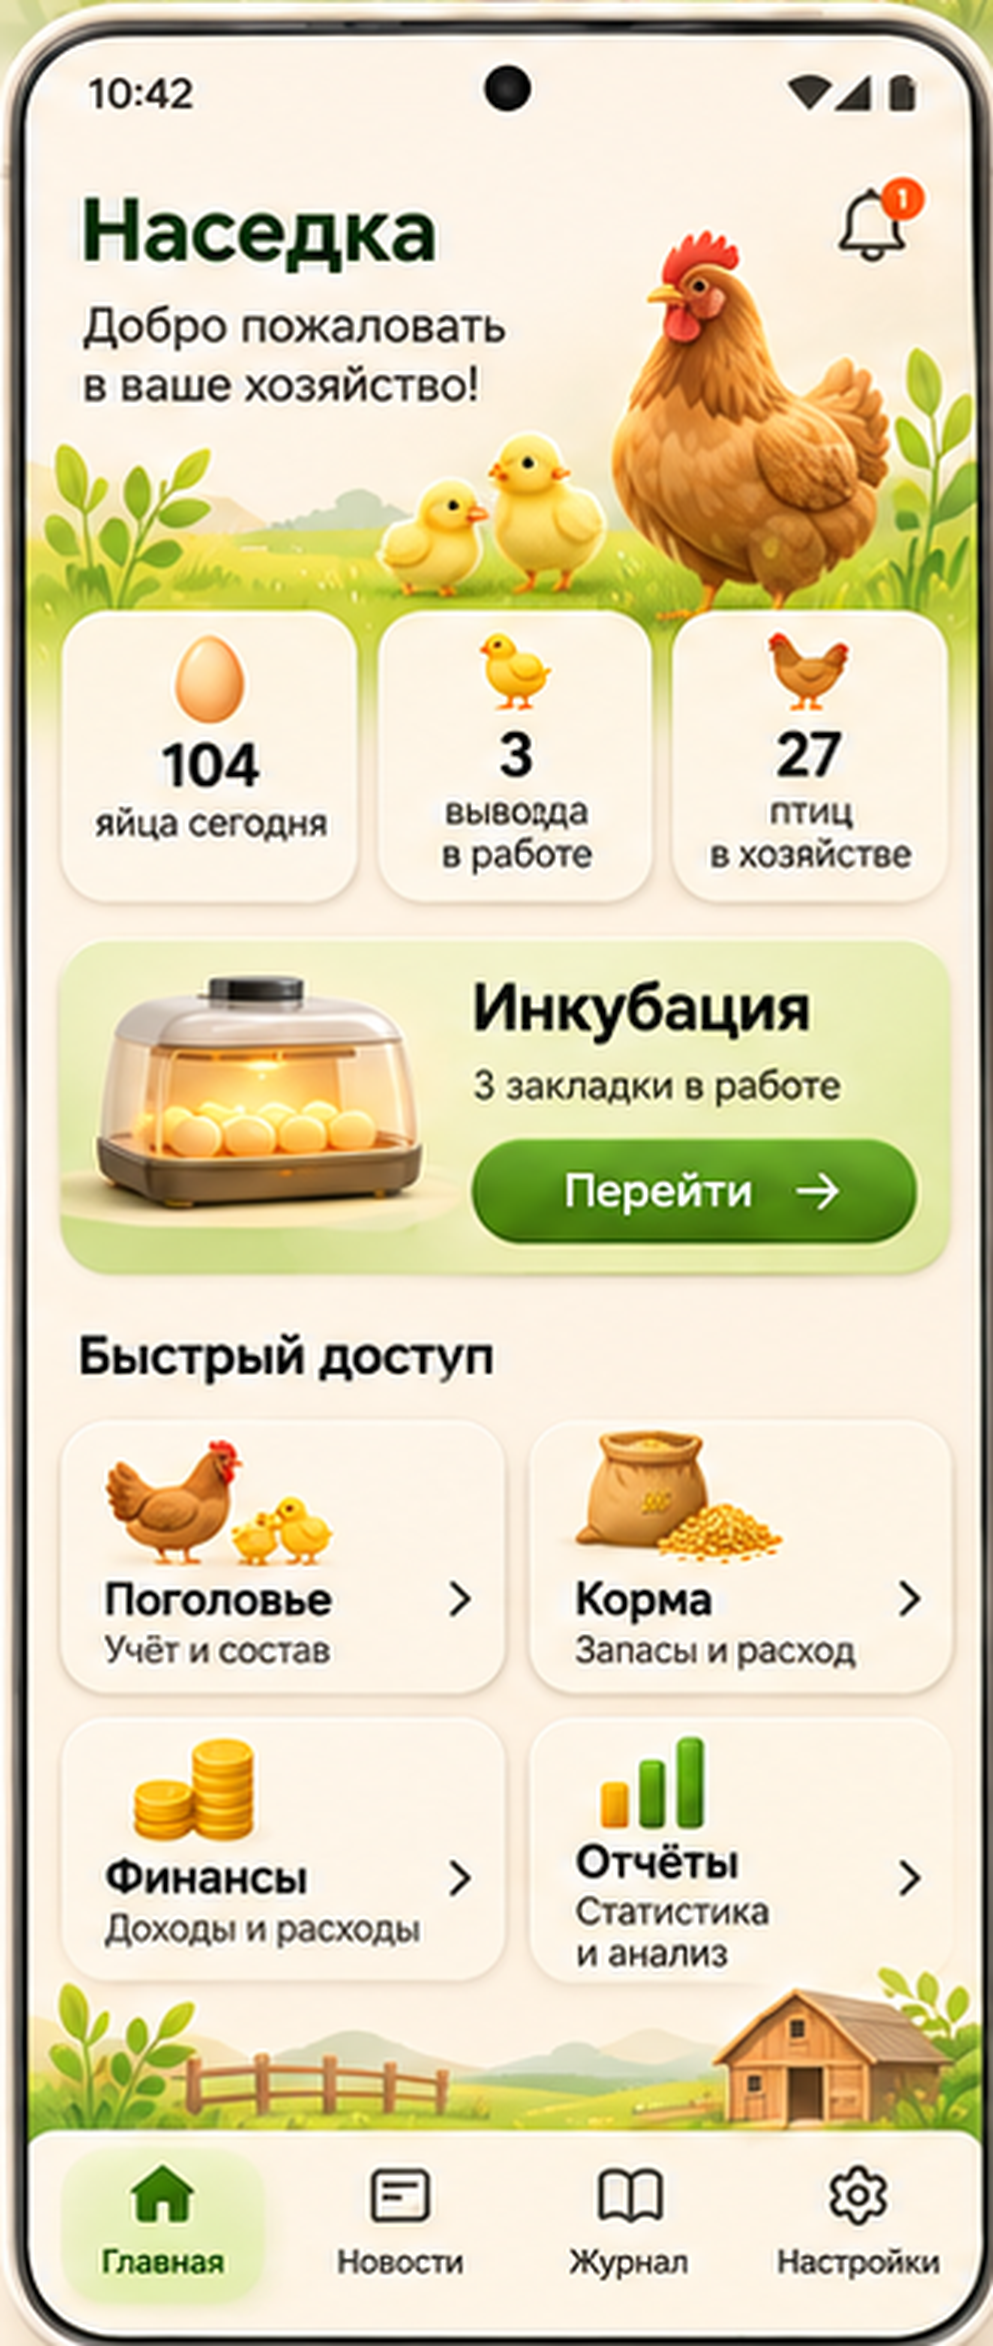 10:42
1
Наседка
Добро пожаловать
в ваше хозяйство!
104
яйца сегодня
3
в работе
27
птиц
в хозяйстве
Инкубация
3 закладки в работе
Перейти →
Быстрый доступ
Поголовье
Учёт и состав
Корма
Запасы и расход
Финансы
Доходы и расходы
Отчёты
Статистика
и анализ
Главная
Новости
Журнал
Настройки